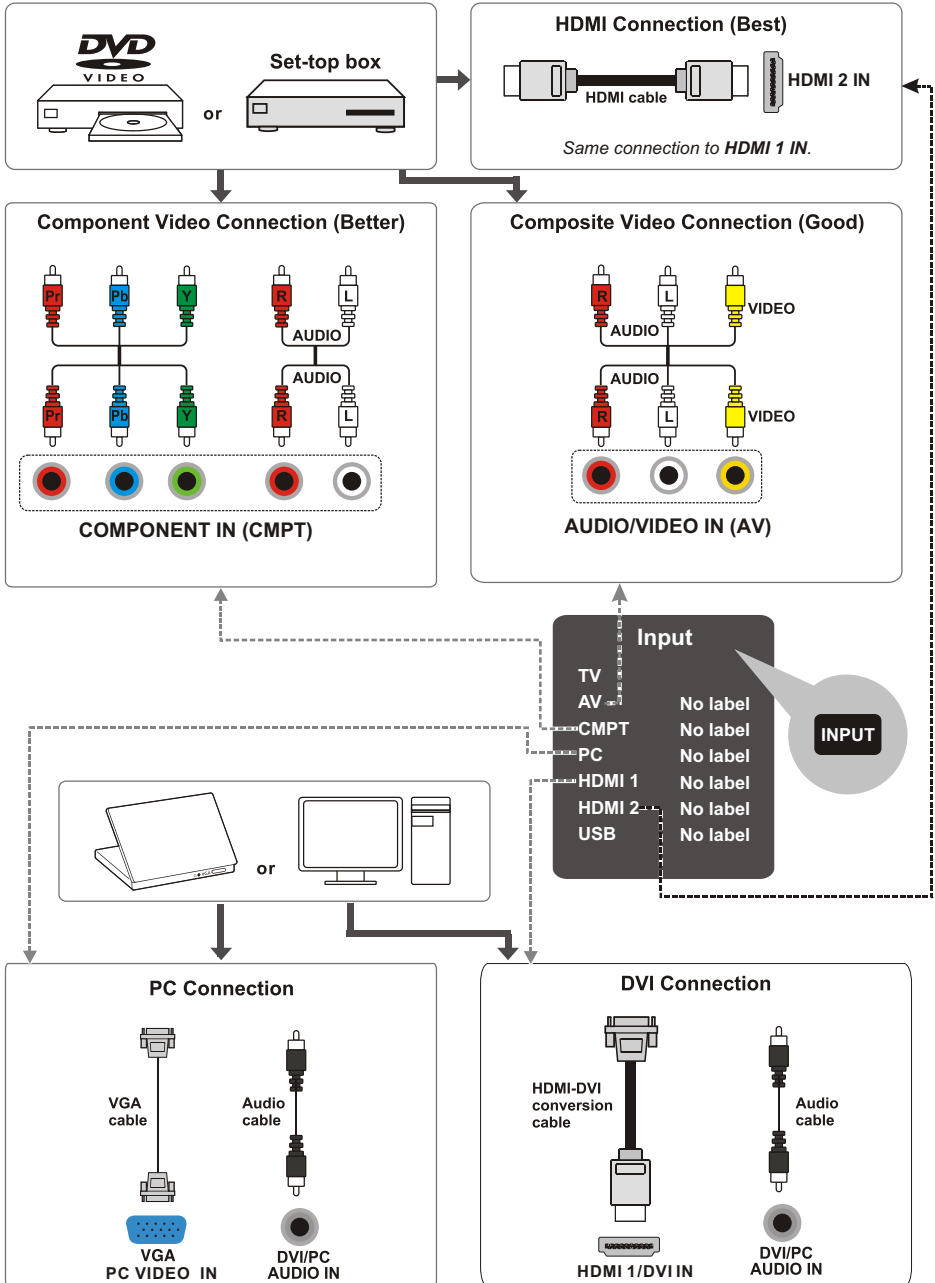 DVD
VIDEO
or
Set-top box
HDMI Connection (Best)
HDMI cable
HDMI 2 IN
Same connection to HDMI 1 IN.
Component Video Connection (Better)
Pr
Pb
Y
R
L
AUDIO
AUDIO
Pr
Pb
Y
R
L
COMPONENT IN (CMPT)
Composite Video Connection (Good)
R
L
VIDEO
AUDIO
AUDIO
R
L
VIDEO
AUDIO/VIDEO IN (AV)
Input
TV
AV No label
CMPT No label
PC No label
HDMI 1 No label
HDMI 2 No label
USB No label
INPUT
or
PC Connection
VGA
cable
Audio
cable
VGA
PC VIDEO IN
DVI/PC
AUDIO IN
DVI Connection
HDMI-DVI
conversion
cable
Audio
cable
HDMI 1/DVI IN
DVI/PC
AUDIO IN